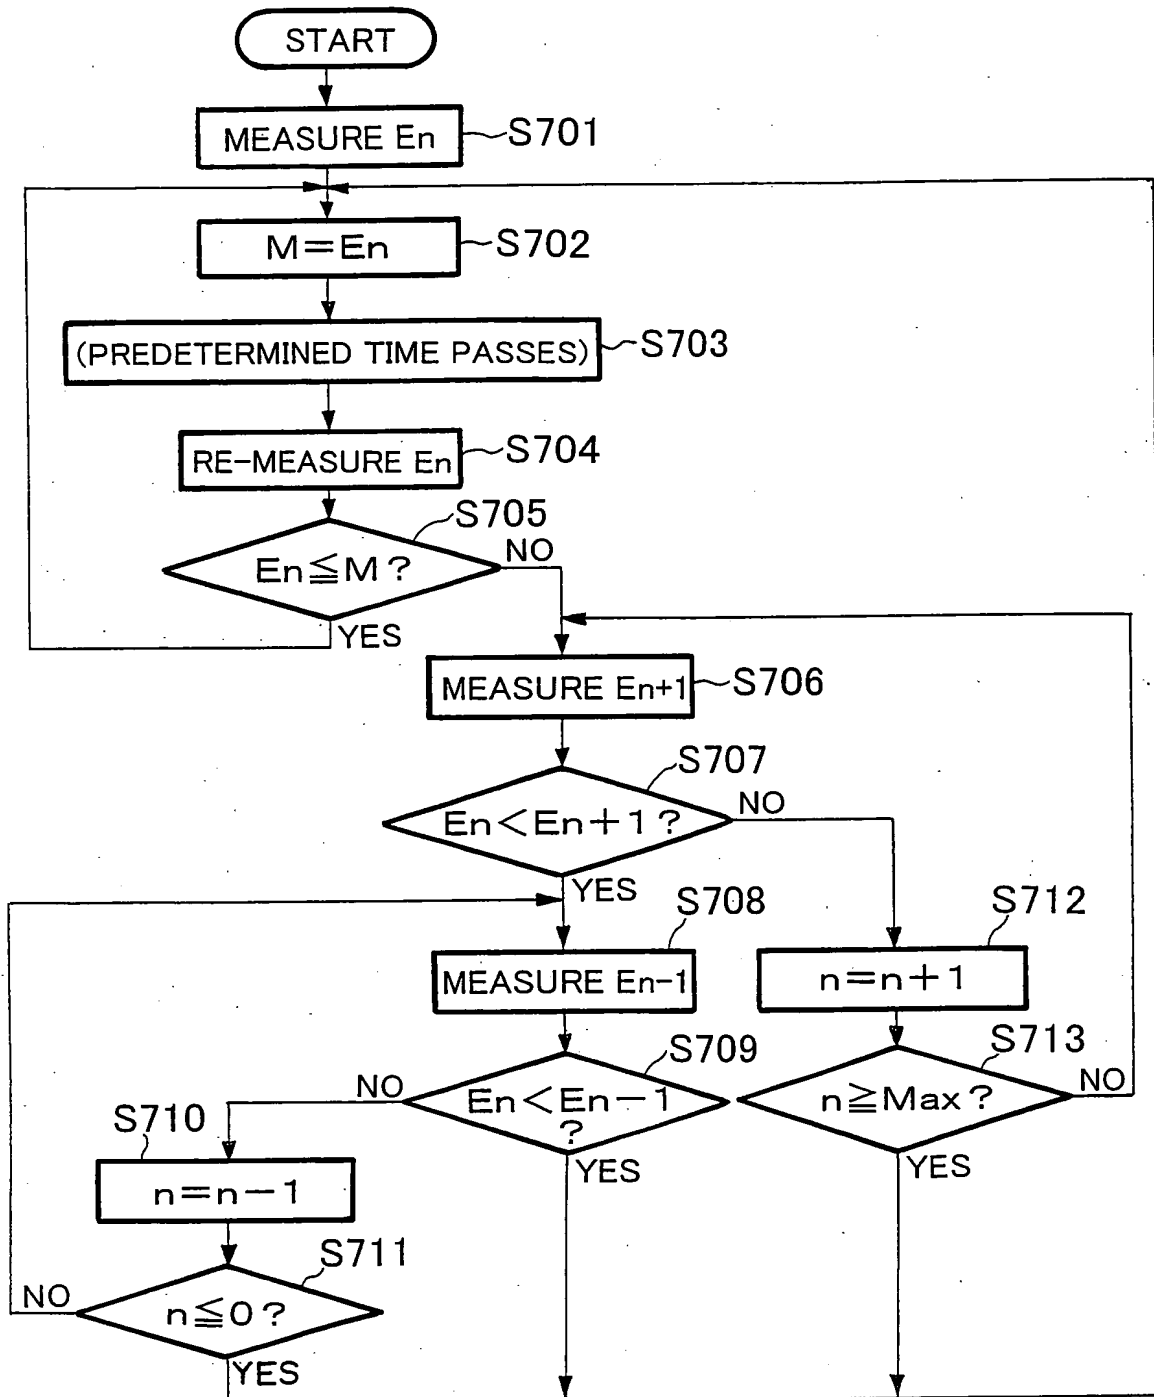 START
MEASURE En
S701
M=En
S702
(PREDETERMINED TIME PASSES)
S703
RE-MEASURE En
S704
S705
En≦M?
NO
YES
MEASURE En+1
S706
S707
En<En+1?
NO
YES
S708
MEASURE En-1
S712
n=n+1
S709
En<En-1
?
NO
YES
S713
n≧Max?
NO
YES
S710
n=n-1
S711
n≦0?
NO
YES